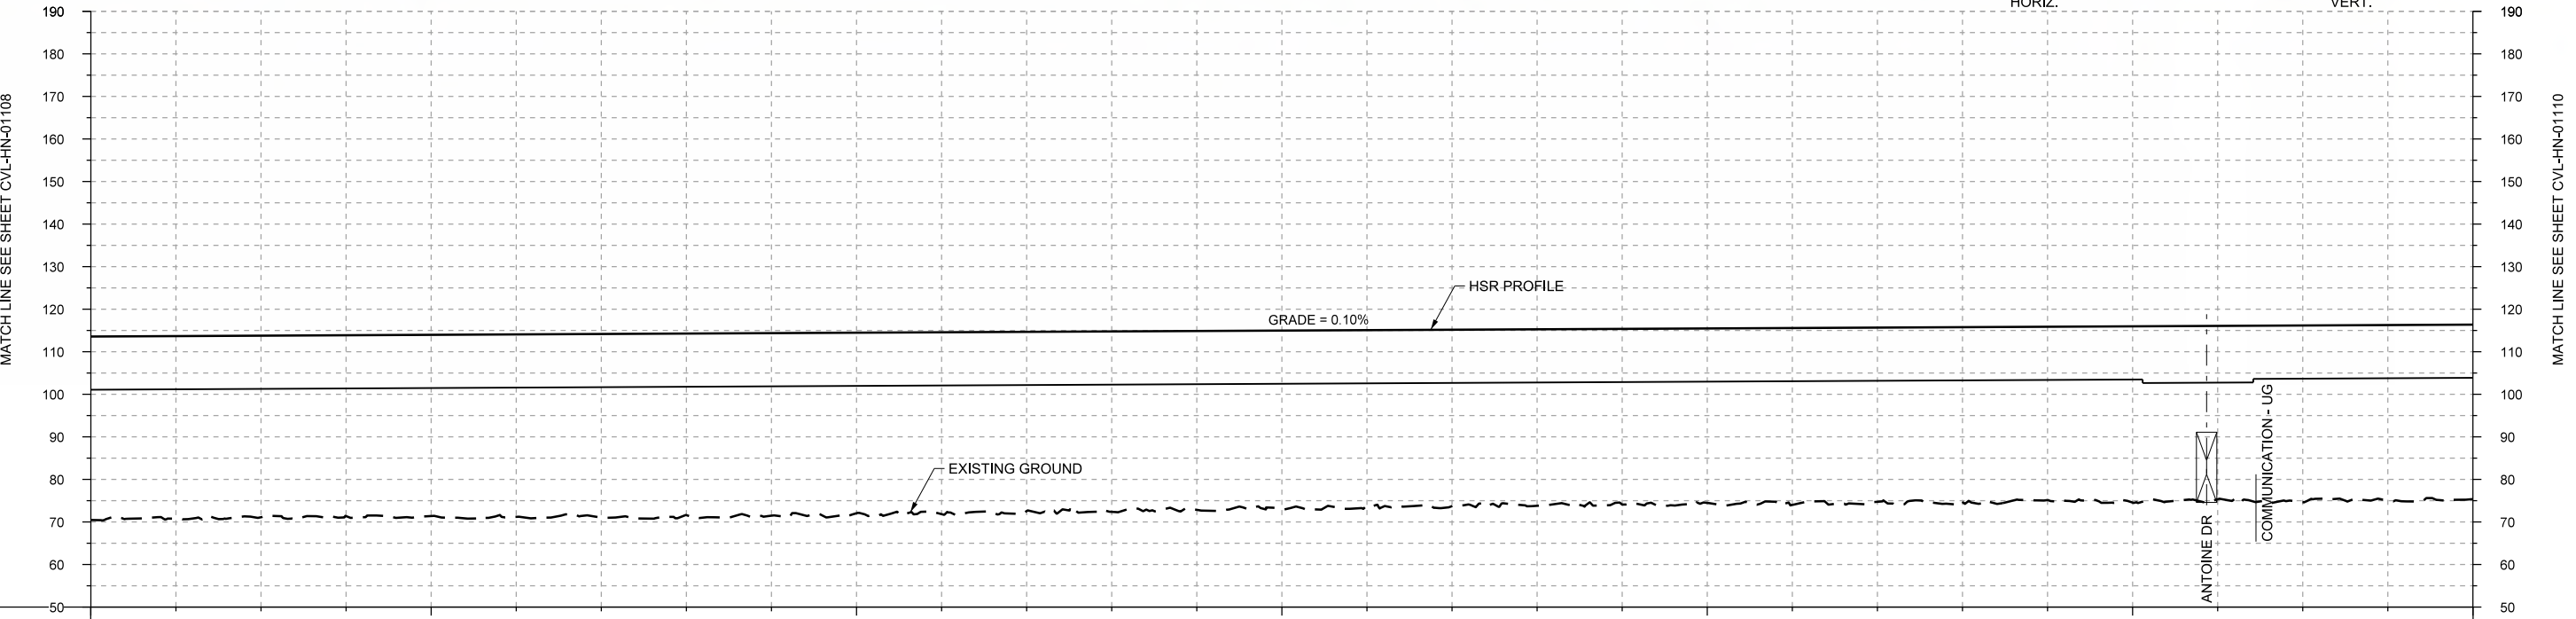 HORIZ. VERT.
190 190
180 180
170 170
160 160
150 150
140 140
130 130
120 120
110 110
100 100
90 90
80 80
70 70
60 60
50 50
MATCH LINE SEE SHEET CVL-HN-01108
HSR PROFILE
GRADE = 0.10%
EXISTING GROUND
ANTOINE DR
COMMUNICATION - UG
MATCH LINE SEE SHEET CVL-HN-01110